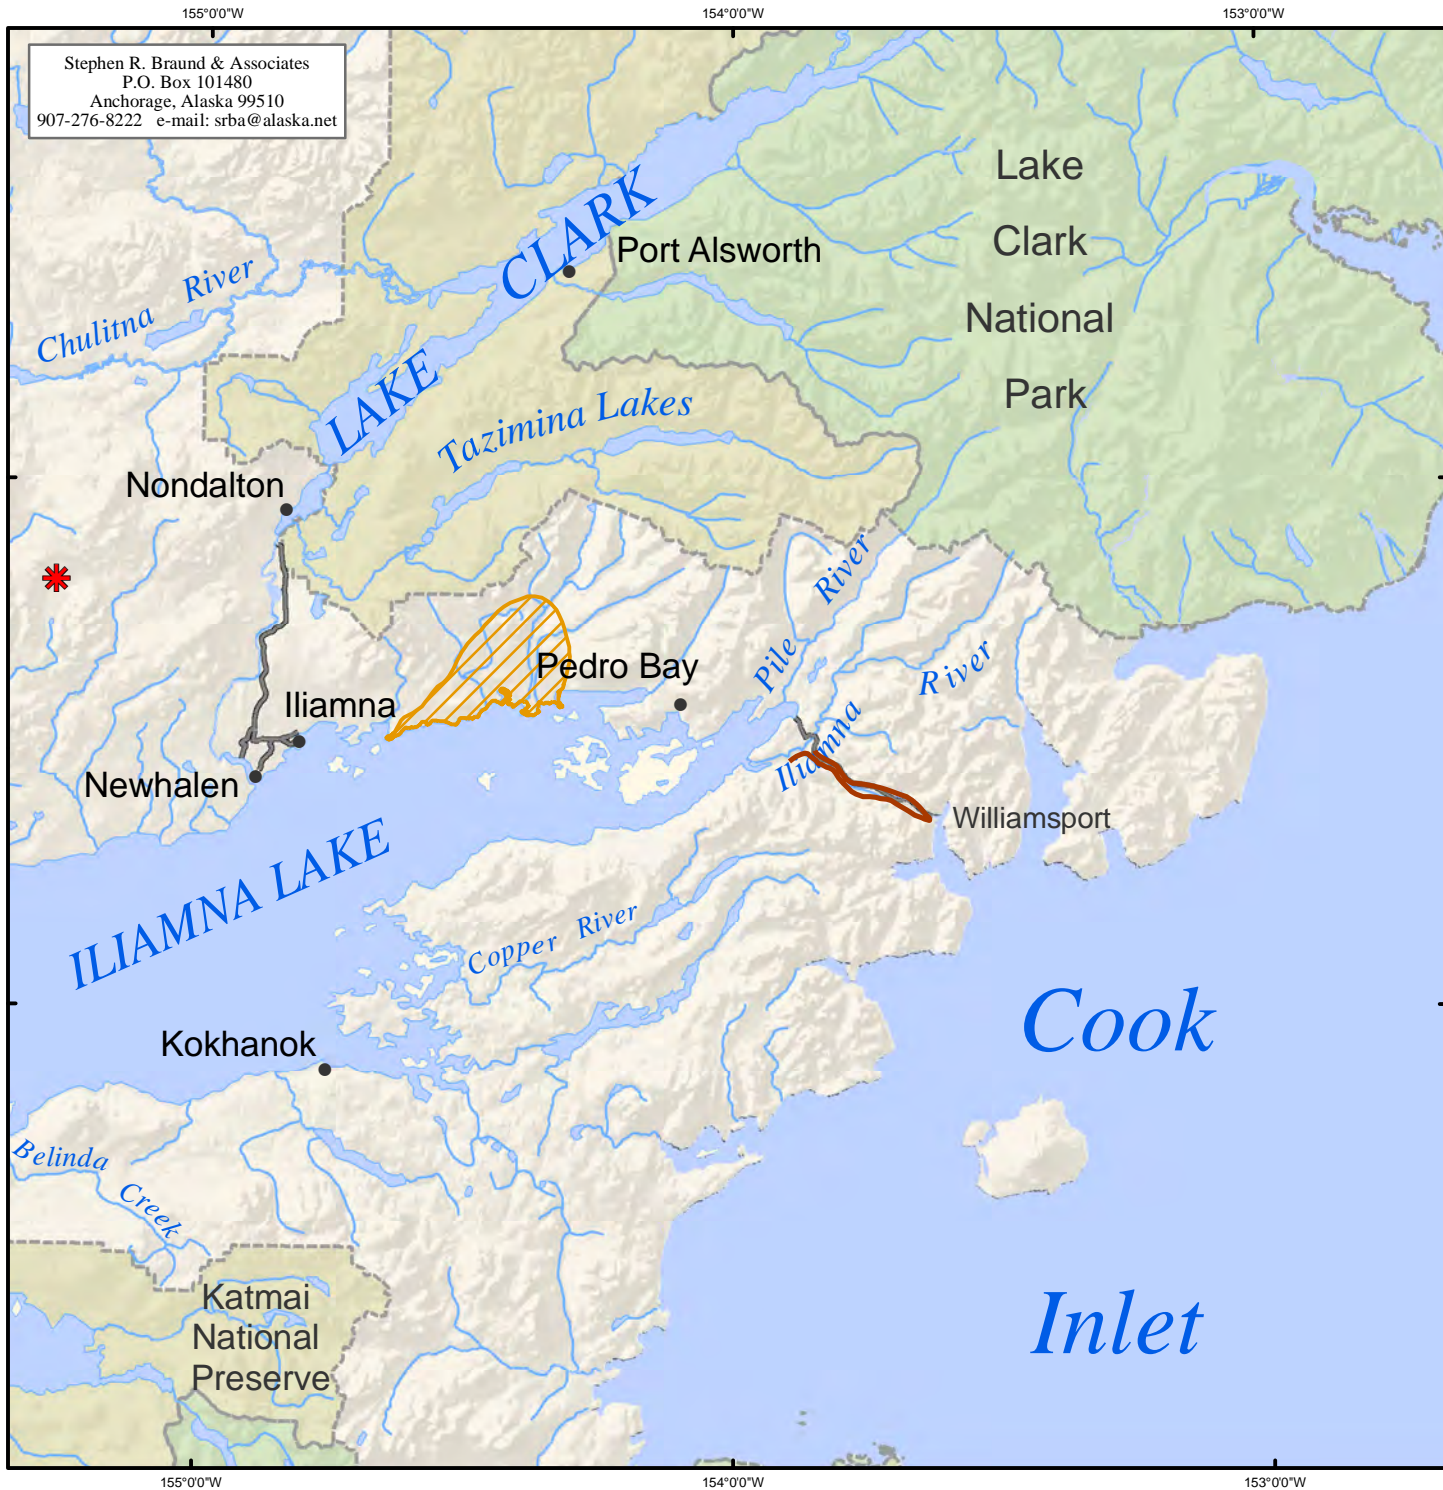 155°0'0"W
154°0'0"W
153°0'0"W
Stephen R. Braund & Associates
P.O. Box 101480
Anchorage, Alaska 99510
907-276-8222 e-mail: srba@alaska.net
Lake
Clark
National
Park
LAKE CLARK
Port Alsworth
Chulitna River
Tazimina Lakes
Nondalton
Pile River
Pedro Bay
Iliamna
Iliamna River
Newhalen
Williamsport
ILIAMNA LAKE
Copper River
Cook
Inlet
Kokhanok
Belinda
Creek
Katmai
National
Preserve
155°0'0"W
154°0'0"W
153°0'0"W